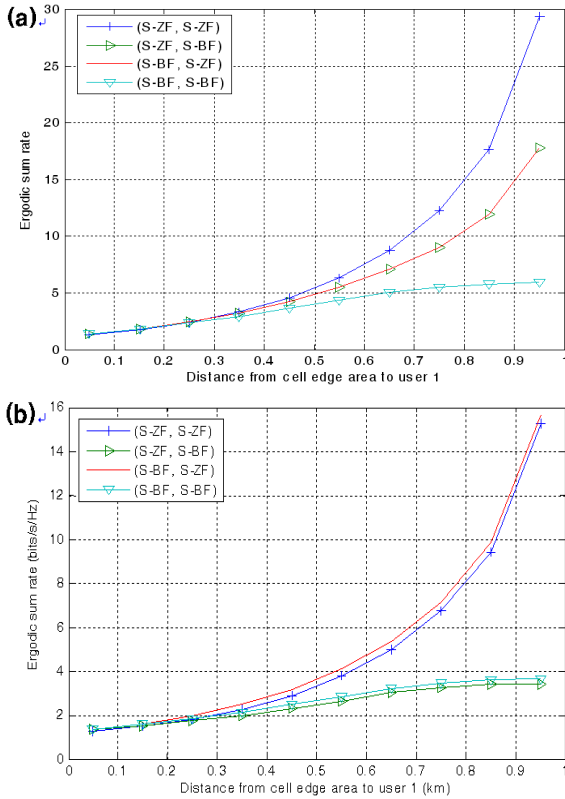 (a)
30
25
20
15
10
5
0
Ergodic sum rate
(S-ZF, S-ZF)
(S-ZF, S-BF)
(S-BF, S-ZF)
(S-BF, S-BF)
0 0.1 0.2 0.3 0.4 0.5 0.6 0.7 0.8 0.9 1
Distance from cell edge area to user 1
(b)
16
14
12
10
8
6
4
2
0
Ergodic sum rate (bits/s/Hz)
(S-ZF, S-ZF)
(S-ZF, S-BF)
(S-BF, S-ZF)
(S-BF, S-BF)
0 0.1 0.2 0.3 0.4 0.5 0.6 0.7 0.8 0.9 1
Distance from cell edge area to user 1 (km)